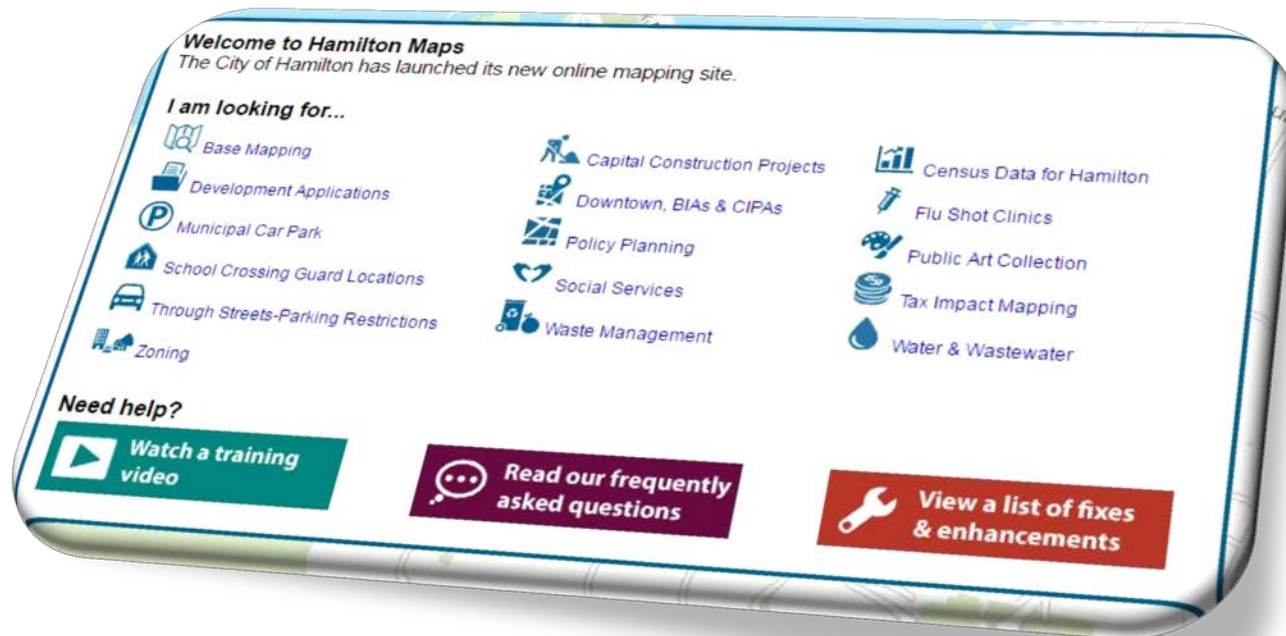 Welcome to Hamilton Maps
The City of Hamilton has launched its new online mapping site.
I am looking for...
Base Mapping
Development Applications
Municipal Car Park
School Crossing Guard Locations
Through Streets-Parking Restrictions
Zoning
Capital Construction Projects
Downtown, BIAs & CIPAs
Policy Planning
Social Services
Waste Management
Census Data for Hamilton
Flu Shot Clinics
Public Art Collection
Tax Impact Mapping
Water & Wastewater
Need help?
Watch a training
video
Read our frequently
asked questions
View a list of fixes
& enhancements